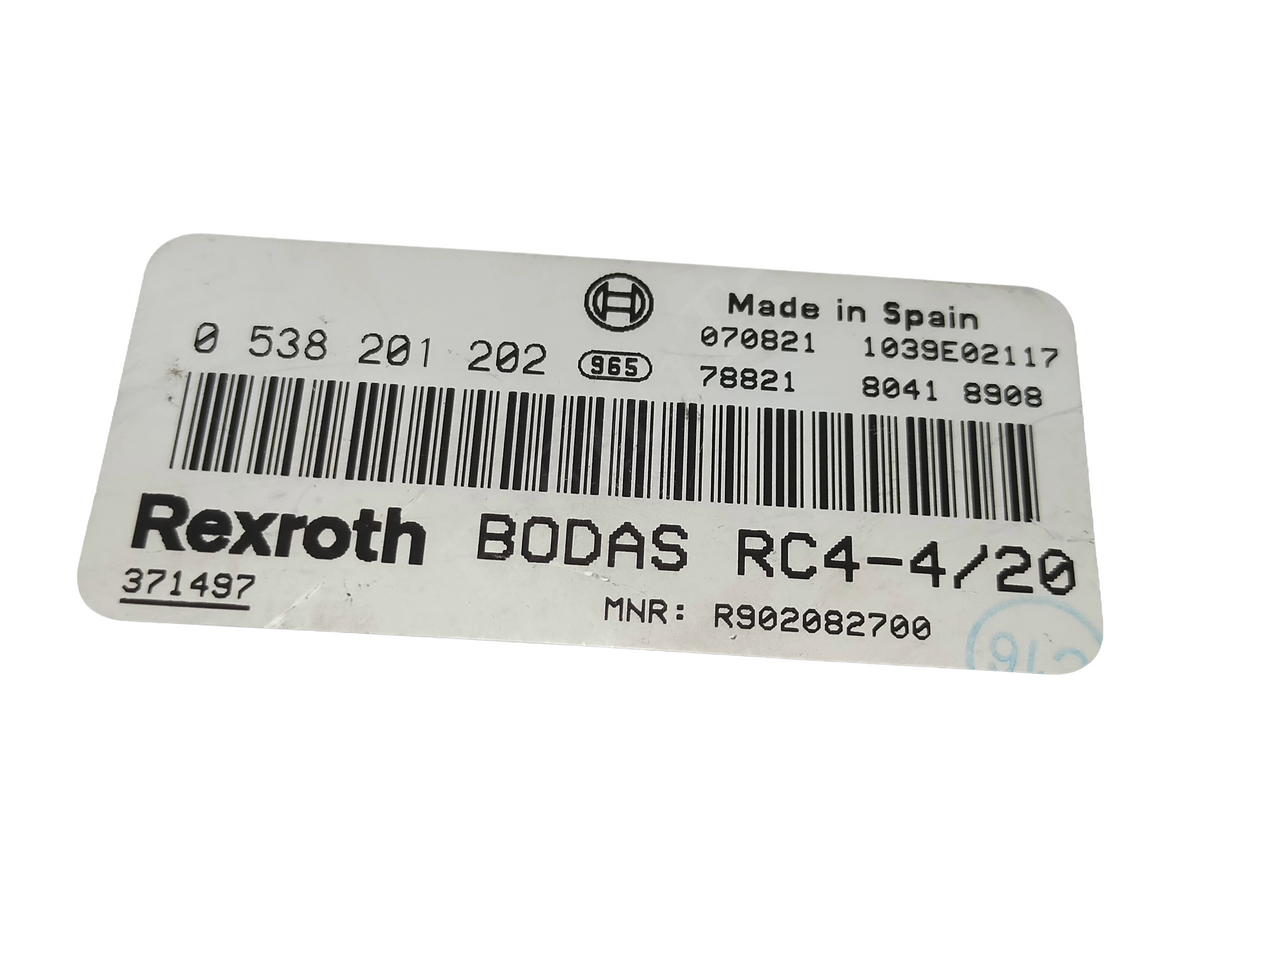 Made in Spain
0 538 201 202 965 070821 1039E02117
78821 8041 8908
Rexroth BODAS RC4-4/20
371497
MNR: R902082700